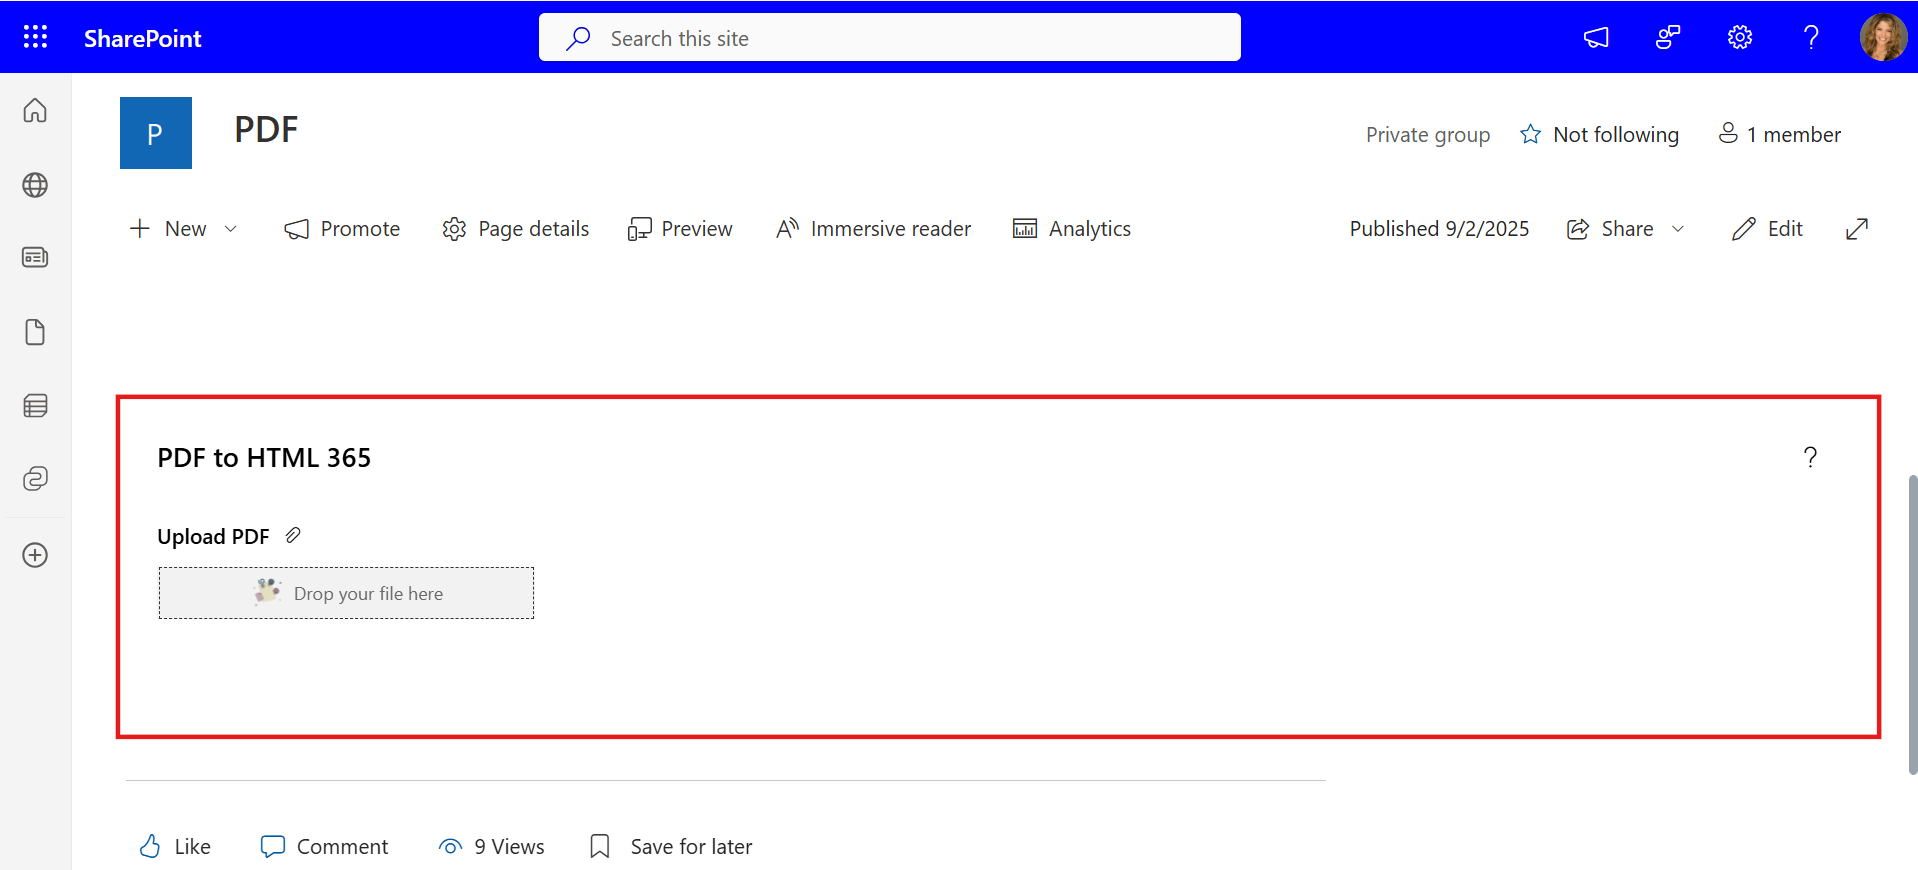 SharePoint
Search this site
?
P
PDF
Private group
Not following
1 member
New
Promote
Page details
Preview
Immersive reader
Analytics
Published 9/2/2025
Share
Edit
PDF to HTML 365
?
Upload PDF
Drop your file here
Like
Comment
9 Views
Save for later